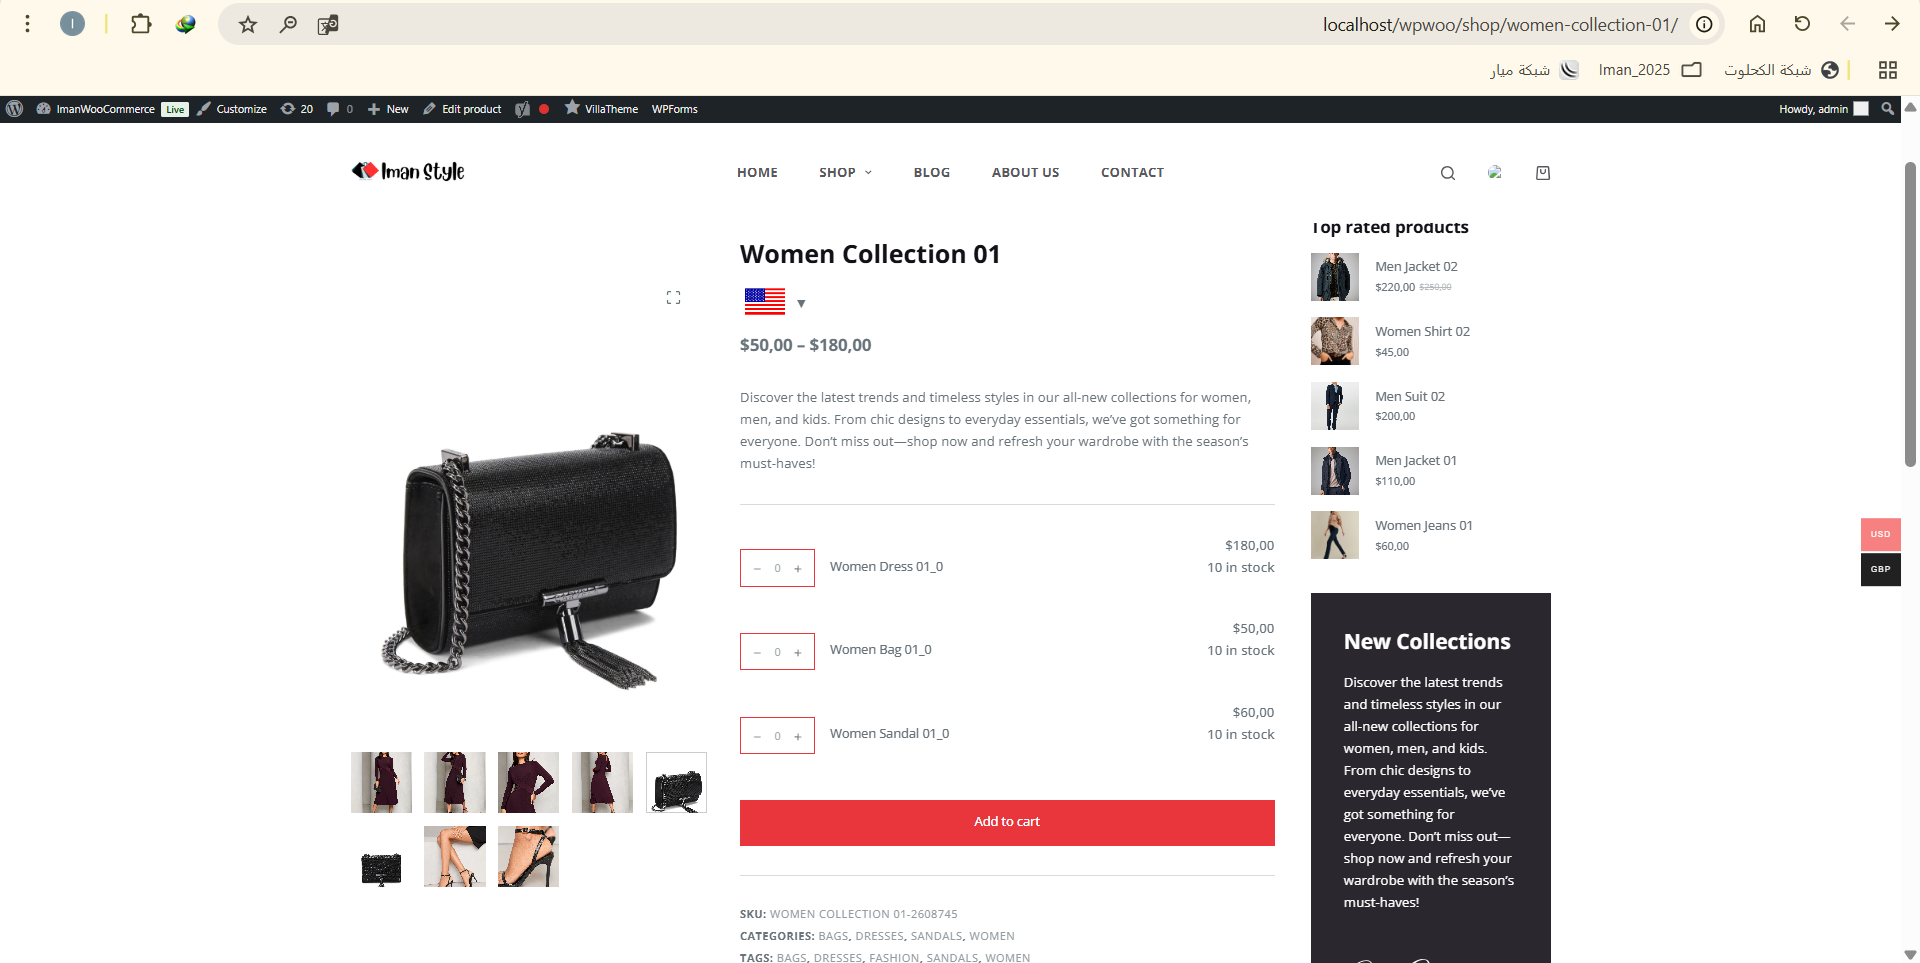 I
localhost/wpwoo/shop/women-collection-01/
شبكة ميار
Iman_2025
شبكة الكحلوت
ImanWooCommerce
Live
Customize
20
0
New
Edit product
VillaTheme
WPForms
Howdy, admin
Iman Style
HOME
SHOP
BLOG
ABOUT US
CONTACT
Women Collection 01
$50,00 – $180,00
Discover the latest trends and timeless styles in our all-new collections for women,
men, and kids. From chic designs to everyday essentials, we’ve got something for
everyone. Don’t miss out—shop now and refresh your wardrobe with the season’s
must-haves!
− 0 +
Women Dress 01_0
$180,00
10 in stock
− 0 +
Women Bag 01_0
$50,00
10 in stock
− 0 +
Women Sandal 01_0
$60,00
10 in stock
Add to cart
SKU: WOMEN COLLECTION 01-2608745
CATEGORIES: BAGS, DRESSES, SANDALS, WOMEN
TAGS: BAGS, DRESSES, FASHION, SANDALS, WOMEN
Top rated products
Men Jacket 02
$220,00 $250,00
Women Shirt 02
$45,00
Men Suit 02
$200,00
Men Jacket 01
$110,00
Women Jeans 01
$60,00
New Collections
Discover the latest trends
and timeless styles in our
all-new collections for
women, men, and kids.
From chic designs to
everyday essentials, we’ve
got something for
everyone. Don’t miss out—
shop now and refresh your
wardrobe with the season’s
must-haves!
USD
GBP